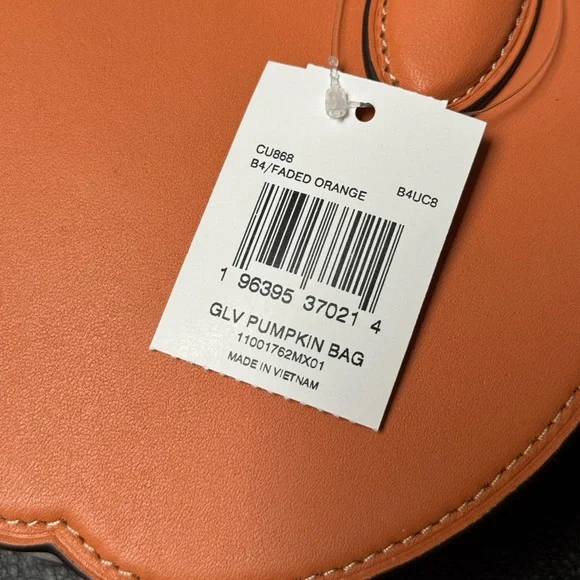 CU868
B4/FADED ORANGE B4UC8
1 96395 37021 4
GLV PUMPKIN BAG
11001762MX01
MADE IN VIETNAM